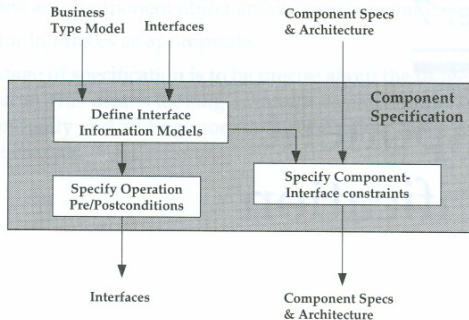 Business
Type Model
Interfaces
Component Specs
& Architecture
Component
Specification
Define Interface
Information Models
Specify Operation
Pre/Postconditions
Specify Component-
Interface constraints
Interfaces
Component Specs
& Architecture